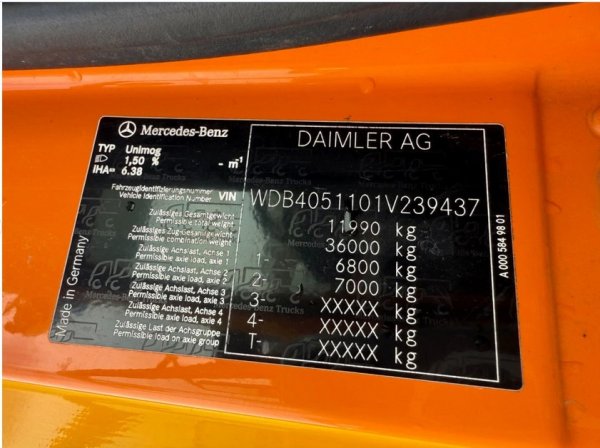 Mercedes-Benz
DAIMLER AG
TYP Unimog
1,50 % - m⁻¹
iHA= 6.38
Fahrzeugidentifizierungsnummer
Vehicle Identification Number VIN WDB4051101V239437
Zulässiges Gesamtgewicht
Permissible total weight 11990 kg
Zulässiges Zug-Gesamtgewicht
Permissible combination weight 36000 kg
Zulässige Achslast, Achse 1
Permissible axle load, axle 1 1- 6800 kg
Zulässige Achslast, Achse 2
Permissible axle load, axle 2 2- 7000 kg
Zulässige Achslast, Achse 3
Permissible axle load, axle 3 3- XXXXX kg
Zulässige Achslast, Achse 4
Permissible axle load, axle 4 4- XXXXX kg
Zulässige Last der Achsgruppe
Permissible load on axle group T- XXXXX kg
Made in Germany
A 000 584 98 01